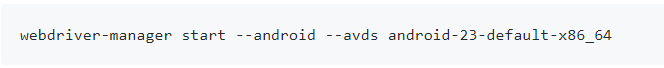 webdriver-manager start --android --avds android-23-default-x86_64